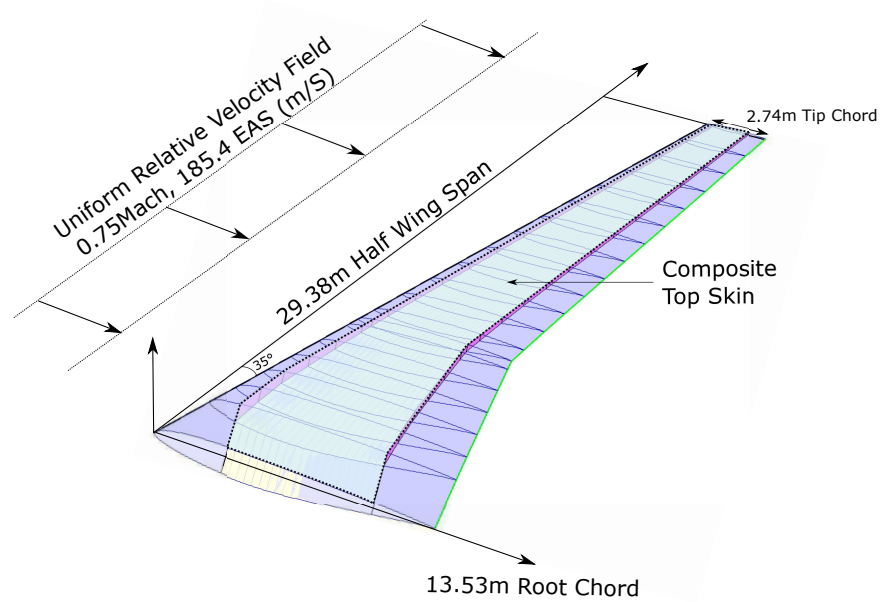 Uniform Relative Velocity Field
0.75Mach, 185.4 EAS (m/S)
2.74m Tip Chord
29.38m Half Wing Span
Composite
Top Skin
35°
13.53m Root Chord